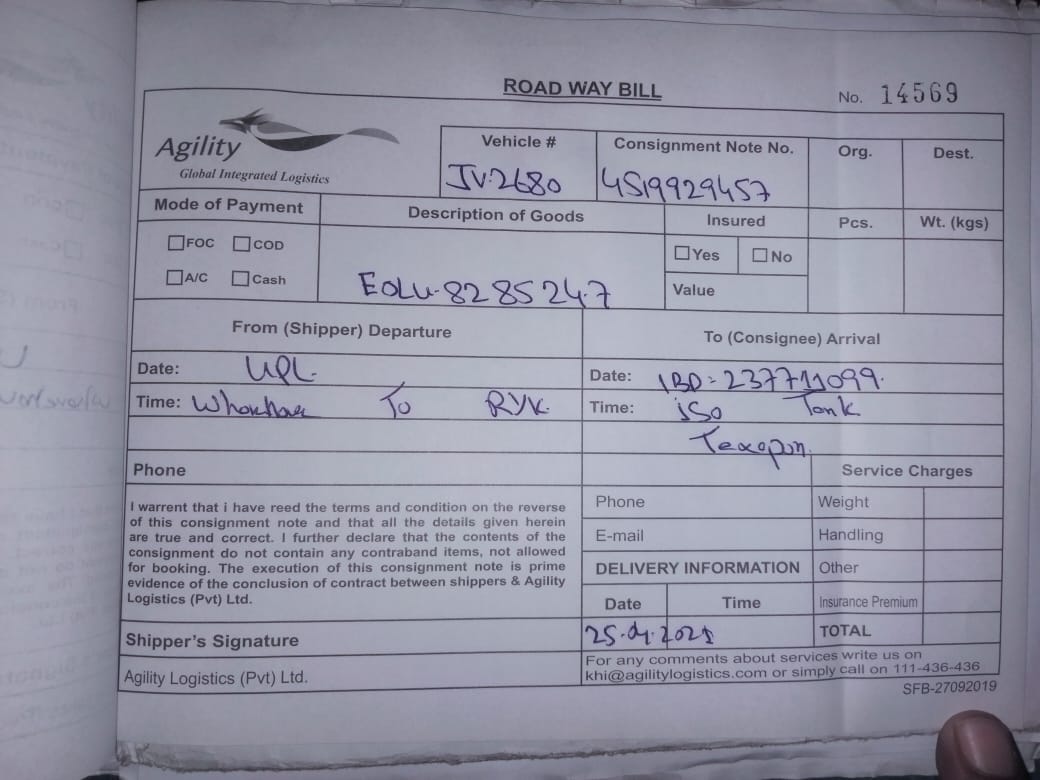 ROAD WAY BILL
No. 14569
Agility
Global Integrated Logistics
Vehicle #
JV-2680
Consignment Note No.
4519929457
Org.
Dest.
Mode of Payment
FOC
COD
A/C
Cash
Description of Goods
EOLU-828524-7
Insured
Yes
No
Value
Pcs.
Wt. (kgs)
From (Shipper) Departure
To (Consignee) Arrival
Date: UPL
Date: IBD=237711099
Time: To RYK
Time: iso Tank
Texapon
Phone
Service Charges
I warrent that i have reed the terms and condition on the reverse
of this consignment note and that all the details given herein
are true and correct. I further declare that the contents of the
consignment do not contain any contraband items, not allowed
for booking. The execution of this consignment note is prime
evidence of the conclusion of contract between shippers & Agility
Logistics (Pvt) Ltd.
Phone
Weight
E-mail
Handling
DELIVERY INFORMATION
Other
Date
Time
Insurance Premium
25.04.2021
TOTAL
Shipper's Signature
Agility Logistics (Pvt) Ltd.
For any comments about services write us on
khi@agilitylogistics.com or simply call on 111-436-436
SFB-27092019